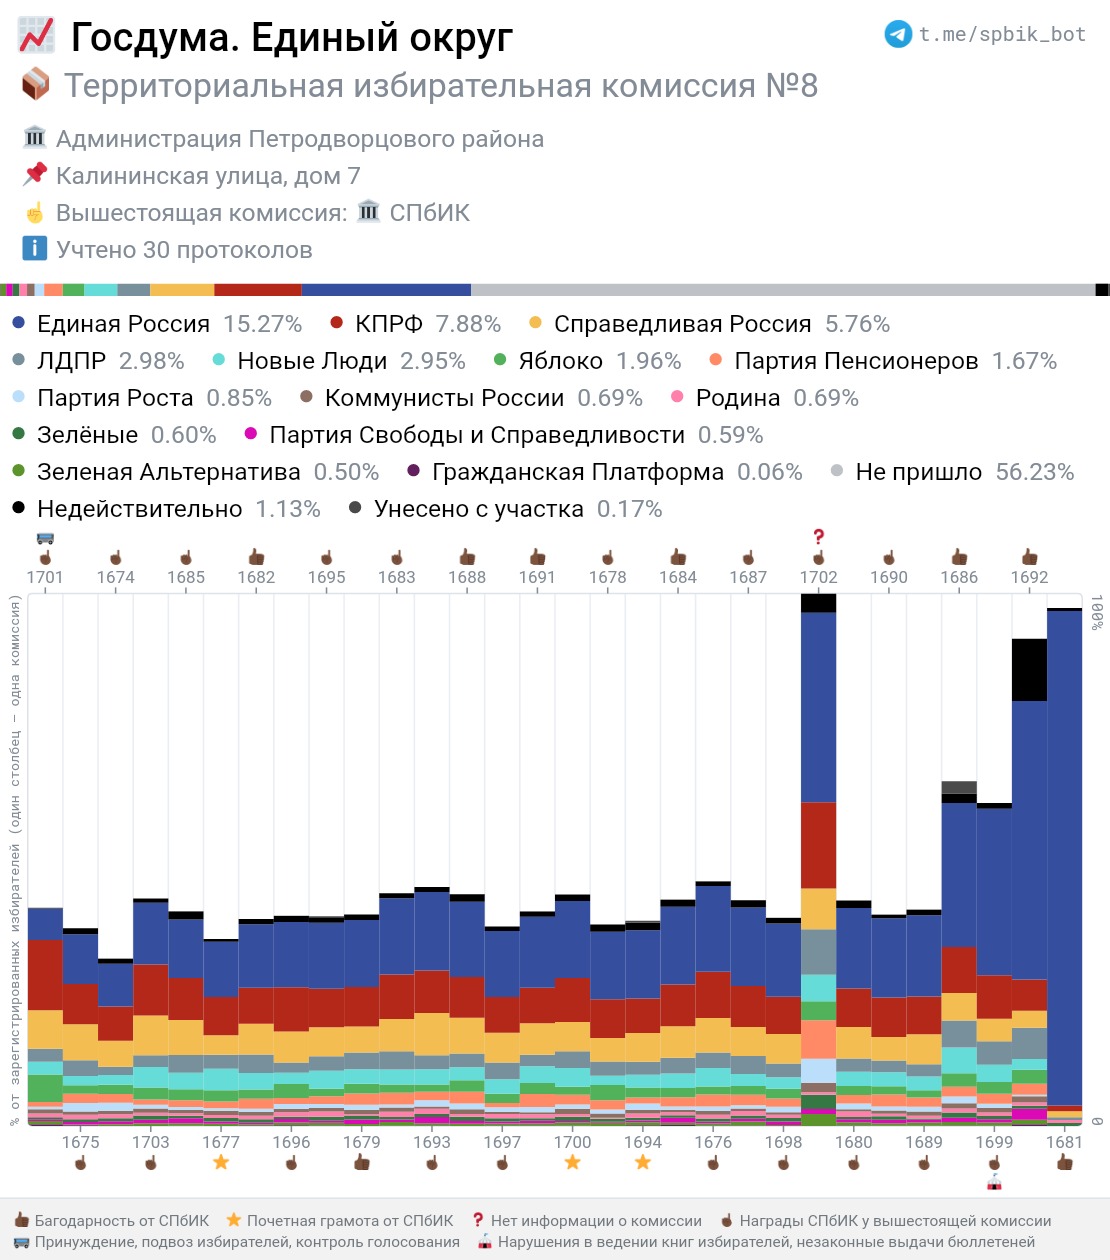 Госдума. Единый округ
t.me/spbik_bot
Территориальная избирательная комиссия №8
Администрация Петродворцового района
Калининская улица, дом 7
Вышестоящая комиссия: СПбИК
Учтено 30 протоколов
Единая Россия 15.27% КПРФ 7.88% Справедливая Россия 5.76%
ЛДПР 2.98% Новые Люди 2.95% Яблоко 1.96% Партия Пенсионеров 1.67%
Партия Роста 0.85% Коммунисты России 0.69% Родина 0.69%
Зелёные 0.60% Партия Свободы и Справедливости 0.59%
Зеленая Альтернатива 0.50% Гражданская Платформа 0.06% Не пришло 56.23%
Недействительно 1.13% Унесено с участка 0.17%
1701 1674 1685 1682 1695 1683 1688 1691 1678 1684 1687 1702 1690 1686 1692
% от зарегистрированных избирателей (один столбец – одна комиссия)
100%
0
1675 1703 1677 1696 1679 1693 1697 1700 1694 1676 1698 1680 1689 1699 1681
Багодарность от СПбИК Почетная грамота от СПбИК Нет информации о комиссии Награды СПбИК у вышестоящей комиссии
Принуждение, подвоз избирателей, контроль голосования Нарушения в ведении книг избирателей, незаконные выдачи бюллетеней